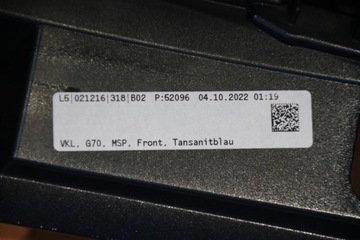 L5|021216|318|B02 P:52096 04.10.2022 01:19
VKL, G70, MSP, Front, Tansanitblau